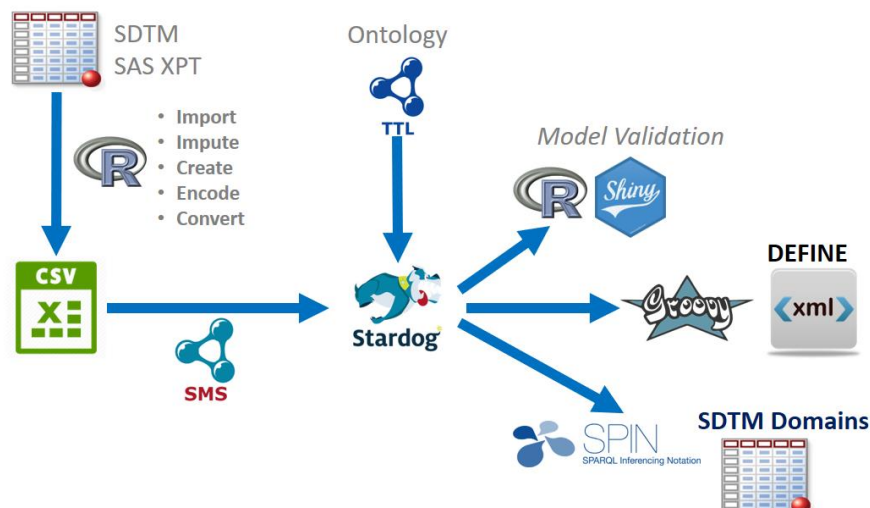 SDTM
SAS XPT
Ontology
TTL
R
• Import
• Impute
• Create
• Encode
• Convert
Model Validation
R
Shiny
CSV
X
SMS
Stardog
Groovy
DEFINE
<xml>
SPIN
SPARQL Inferencing Notation
SDTM Domains